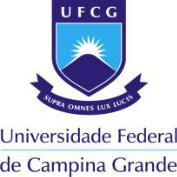 UFCG
SUPRA OMNES LUX LUCIS
Universidade Federal
de Campina Grande